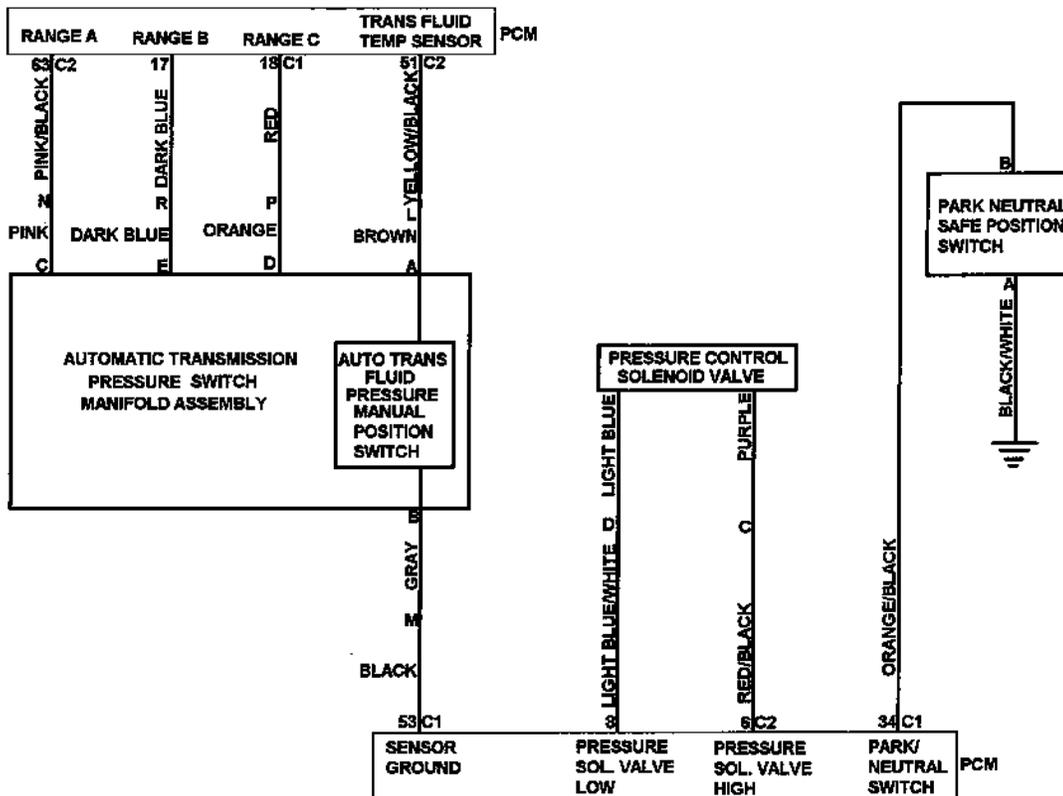 RANGE A RANGE B RANGE C TRANS FLUID
TEMP SENSOR
PCM
63 C2 17 18 C1 51 C2
PINK/BLACK
DARK BLUE
RED
YELLOW/BLACK
N R P L
PINK DARK BLUE ORANGE BROWN
C E D A
AUTOMATIC TRANSMISSION
PRESSURE SWITCH
MANIFOLD ASSEMBLY
AUTO TRANS
FLUID
PRESSURE
MANUAL
POSITION
SWITCH
B
GRAY
M
BLACK
53 C1
PRESSURE CONTROL
SOLENOID VALVE
LIGHT BLUE
D
LIGHT BLUE/WHITE
PURPLE
C
RED/BLACK
6 C2
B
PARK NEUTRAL
SAFE POSITION
SWITCH
A
BLACK/WHITE
ORANGE/BLACK
34 C1
SENSOR
GROUND
PRESSURE
SOL. VALVE
LOW
PRESSURE
SOL. VALVE
HIGH
PARK/
NEUTRAL
SWITCH
PCM